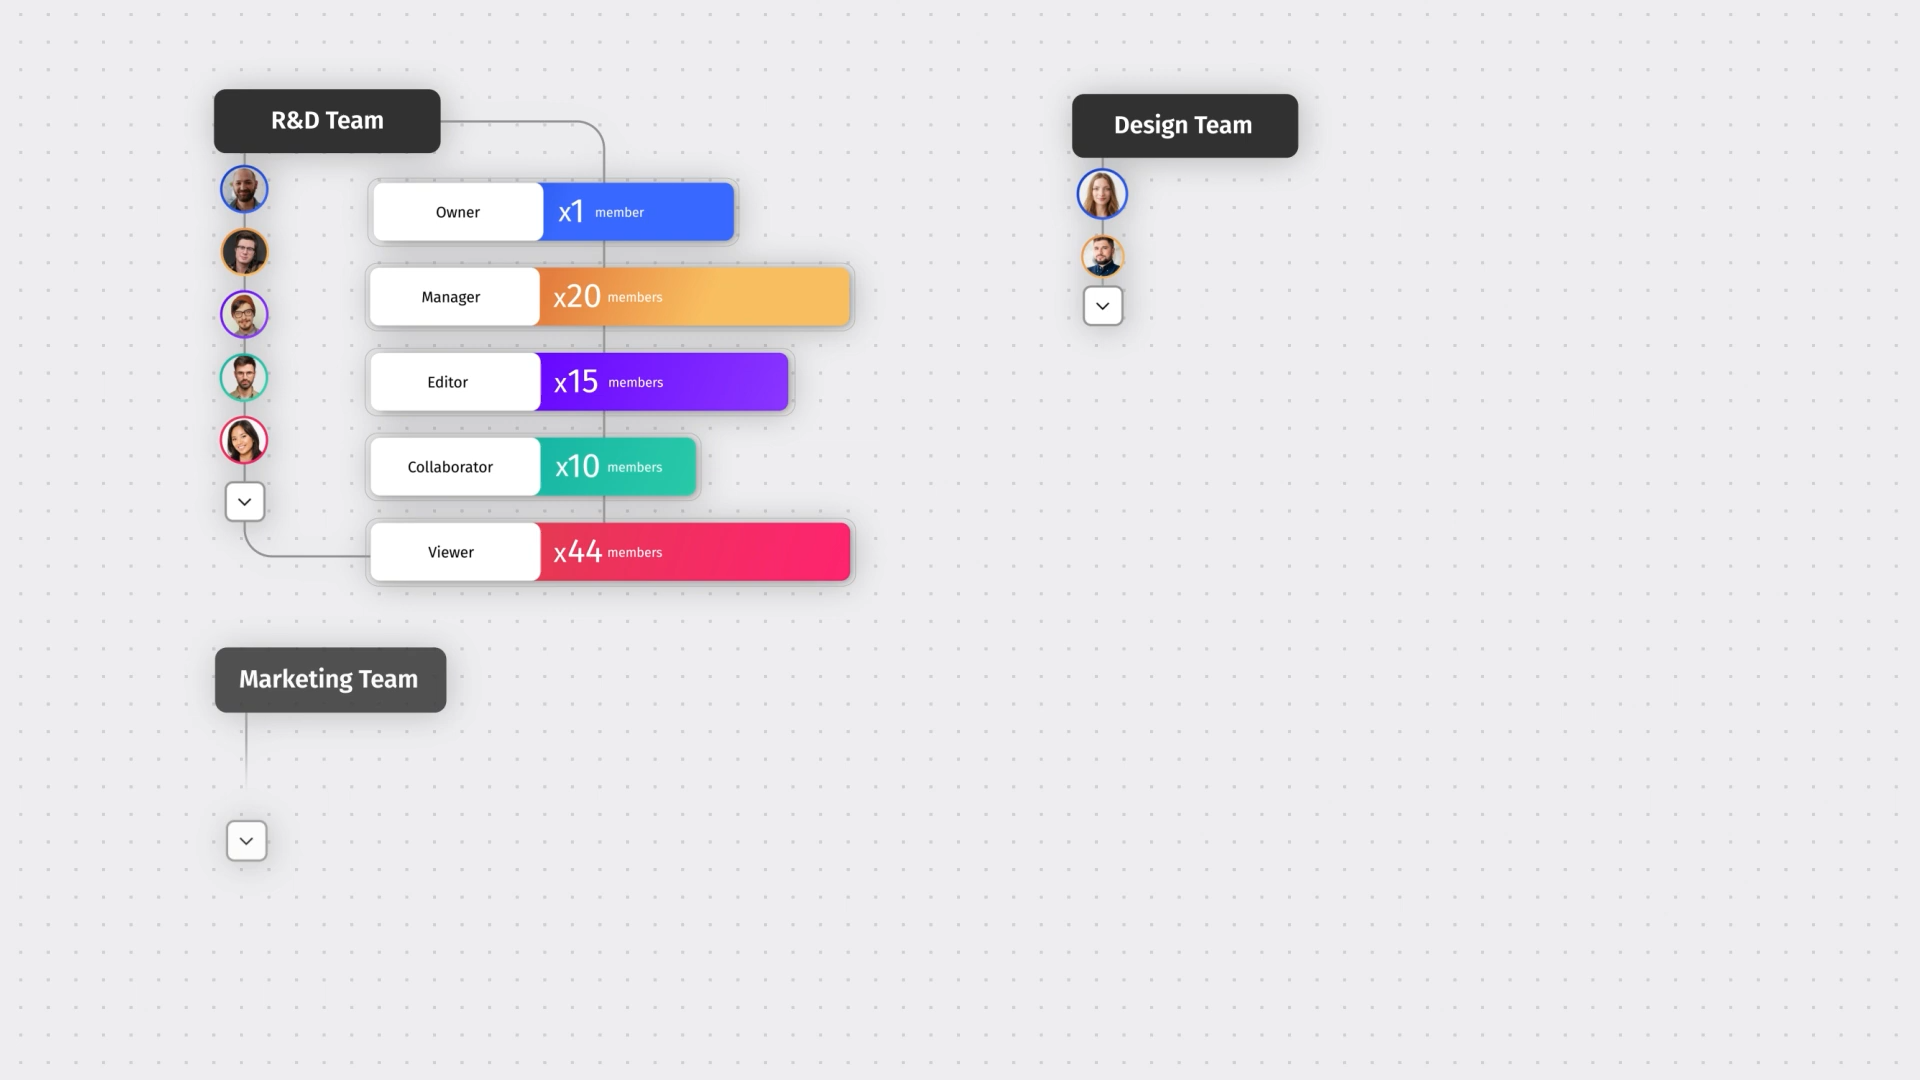 R&D Team
Owner
x1 member
Manager
x20 members
Editor
x15 members
Collaborator
x10 members
Viewer
x44 members
Design Team
Marketing Team